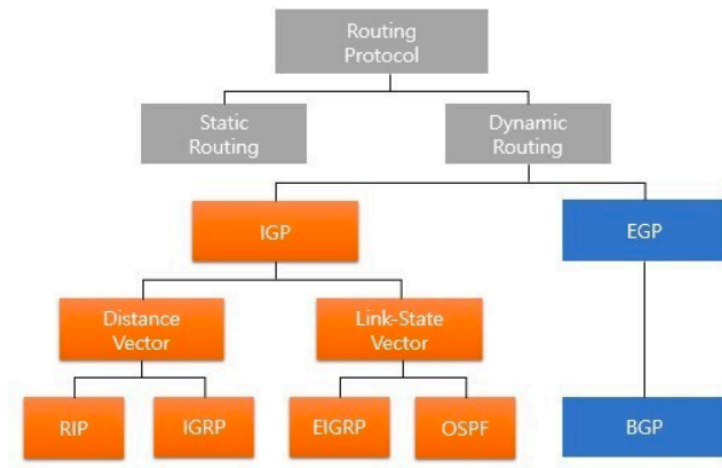 Routing
Protocol
Static
Routing
Dynamic
Routing
IGP
EGP
Distance
Vector
Link-State
Vector
RIP
IGRP
EIGRP
OSPF
BGP